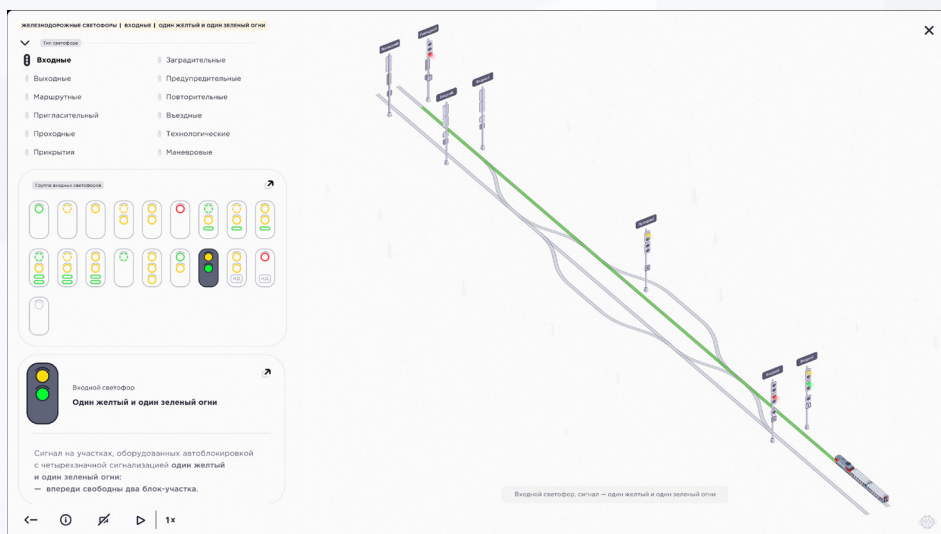 ЖЕЛЕЗНОДОРОЖНЫЕ СВЕТОФОРЫ | ВХОДНЫЕ | ОДИН ЖЕЛТЫЙ И ОДИН ЗЕЛЕНЫЙ ОГНИ
Тип светофора
Входные
Заградительные
Выходные
Предупредительные
Маршрутные
Повторительные
Пригласительный
Въездные
Проходные
Технологические
Прикрытия
Маневровые
Группа входных светофоров
НД
НД
Входной светофор
Один желтый и один зеленый огни
Сигнал на участках, оборудованных автоблокировкой
с четырехзначной сигнализацией один желтый
и один зеленый огни:
— впереди свободны два блок-участка.
1x
Входной светофор, сигнал — один желтый и один зеленый огни